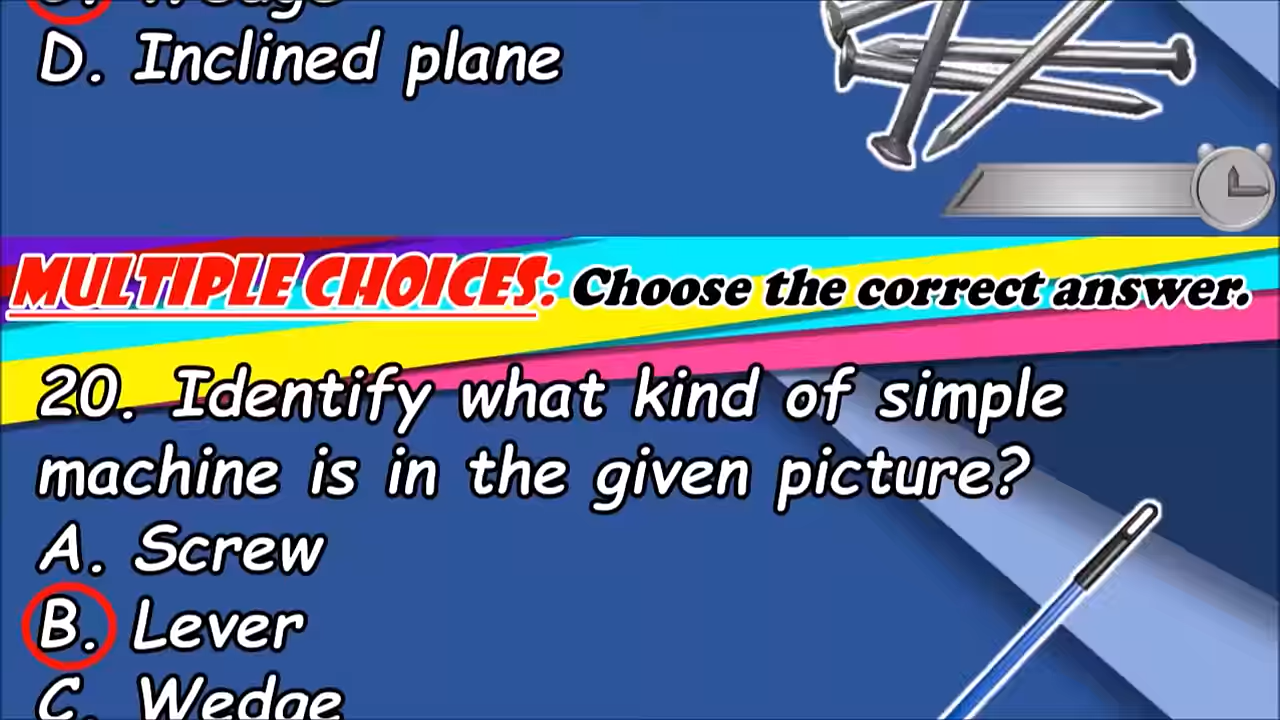 C. Wedge
D. Inclined plane
MULTIPLE CHOICES: Choose the correct answer.
20. Identify what kind of simple
machine is in the given picture?
A. Screw
B. Lever
C. Wedge